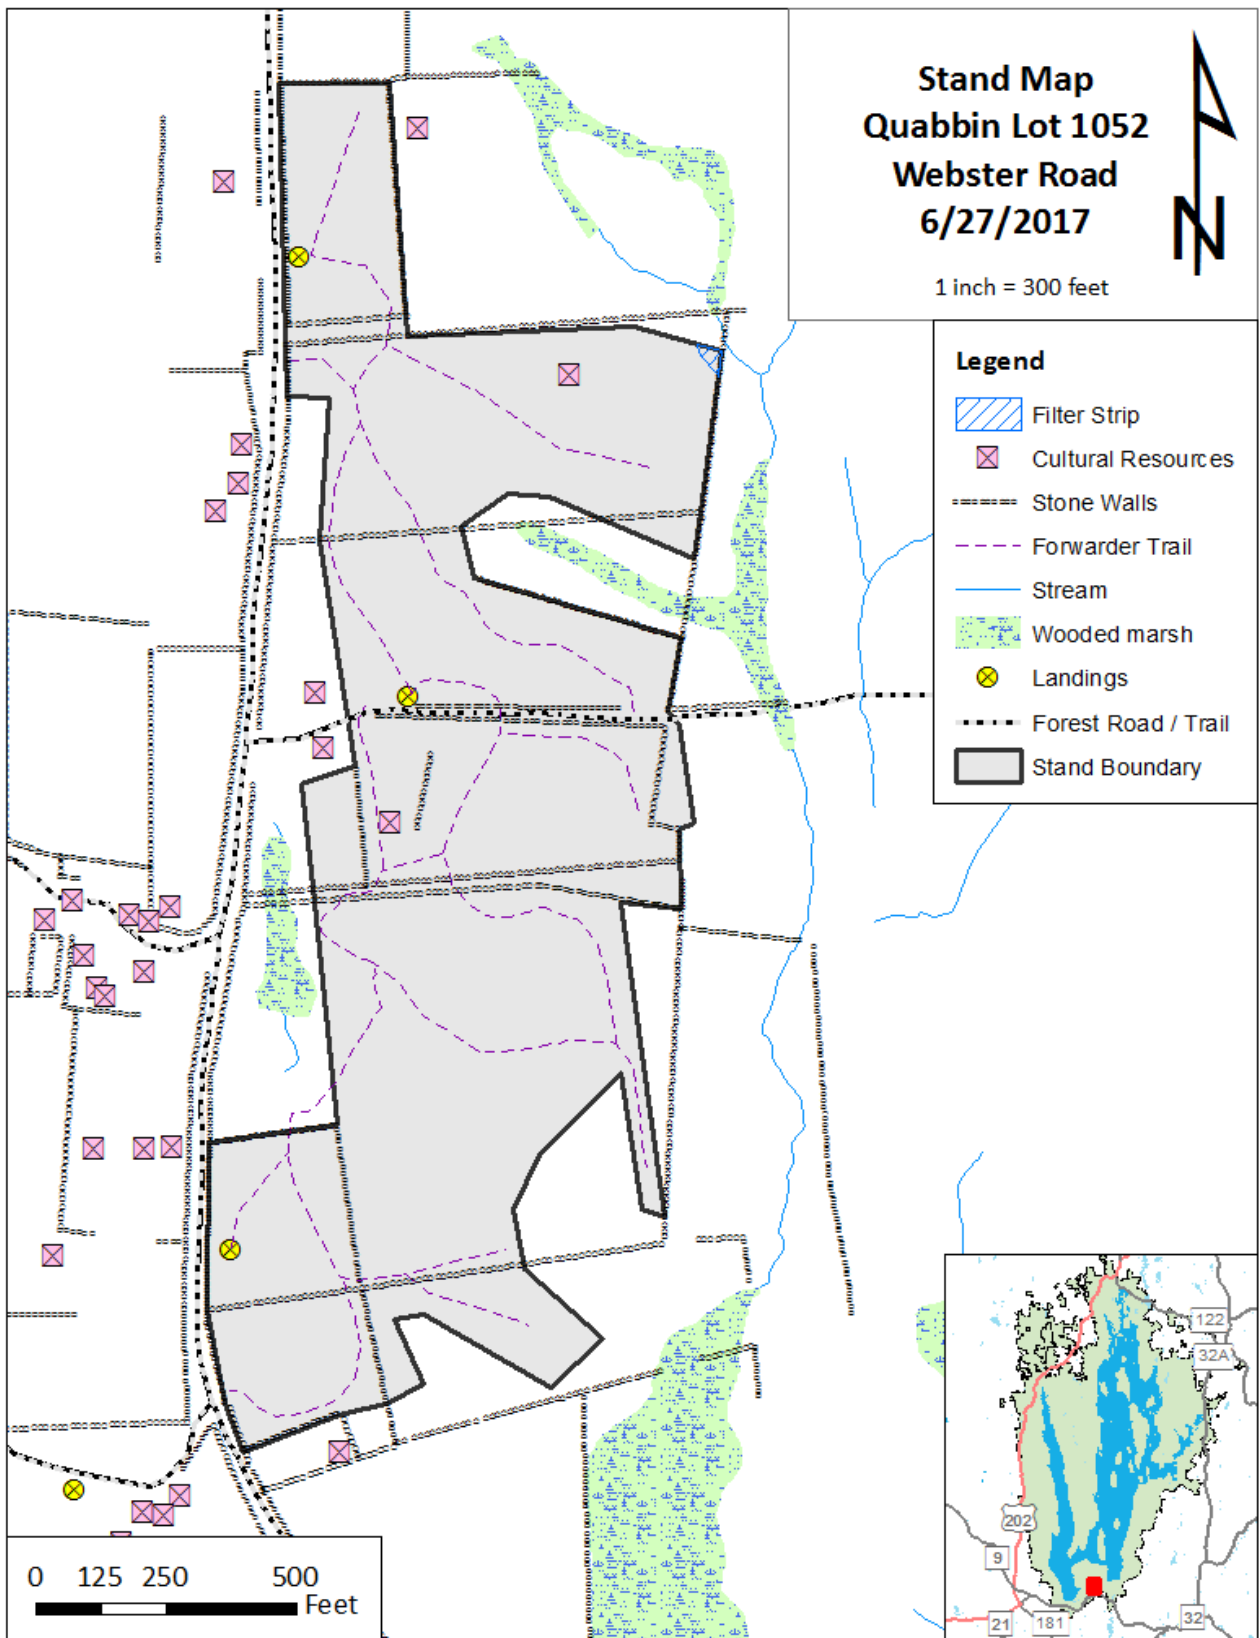 Stand Map
Quabbin Lot 1052
Webster Road
6/27/2017
1 inch = 300 feet
N
Legend
Filter Strip
Cultural Resources
Stone Walls
Forwarder Trail
Stream
Wooded marsh
Landings
Forest Road / Trail
Stand Boundary
0 125 250 500
Feet
122
32A
202
9
21
181
32